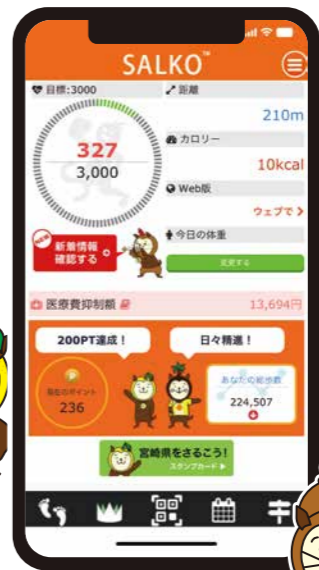 SALKO™
目標:3000
距離
210m
327
3,000
カロリー
10kcal
Web版
ウェブで
NEW
新着情報
確認する
今日の体重
変更する
医療費抑制額
13,694円
200PT達成！
日々精進！
現在のポイント
236
あなたの総歩数
224,507
宮崎県をさるこう！
スタンプカード